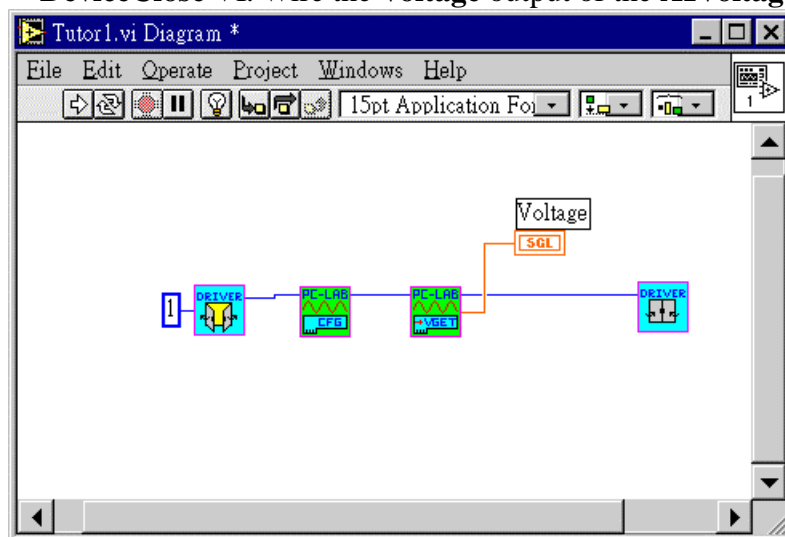 DeviceClose VI. Wire the Voltage output of the AIVoltag
Tutor1.vi Diagram *
File Edit Operate Project Windows Help
15pt Application Fo
1
Voltage
SGL
DRIVER PC-LAB PC-LAB DRIVER
1
CFG VGET